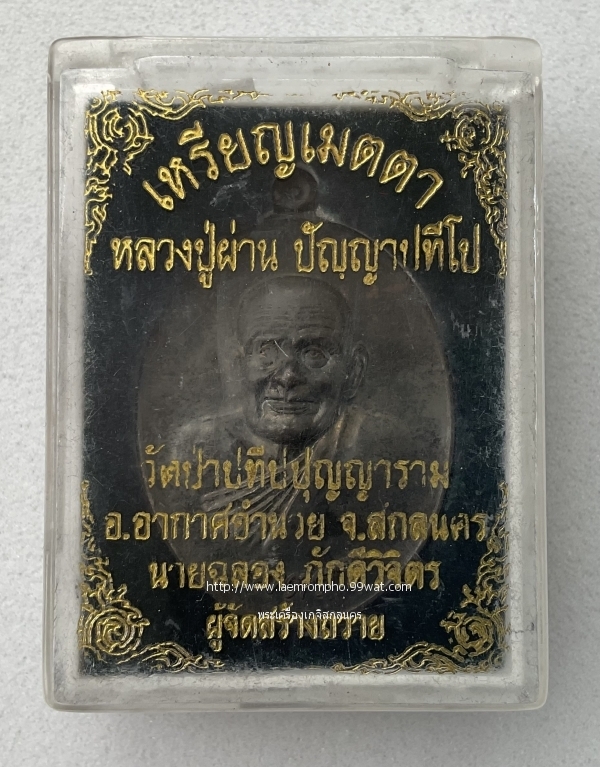 เหรียญเมตตา
หลวงปู่ผ่าน ปัญญาปทีโป
วัดป่าปทีปปุญญาราม
อ.อากาศอำนวย จ.สกลนคร
นายฉลอง ภักดีวิจิตร
http://www.laemrompho.99wat.com
พระเครื่องเกจิสกลนคร
ผู้จัดสร้างถวาย